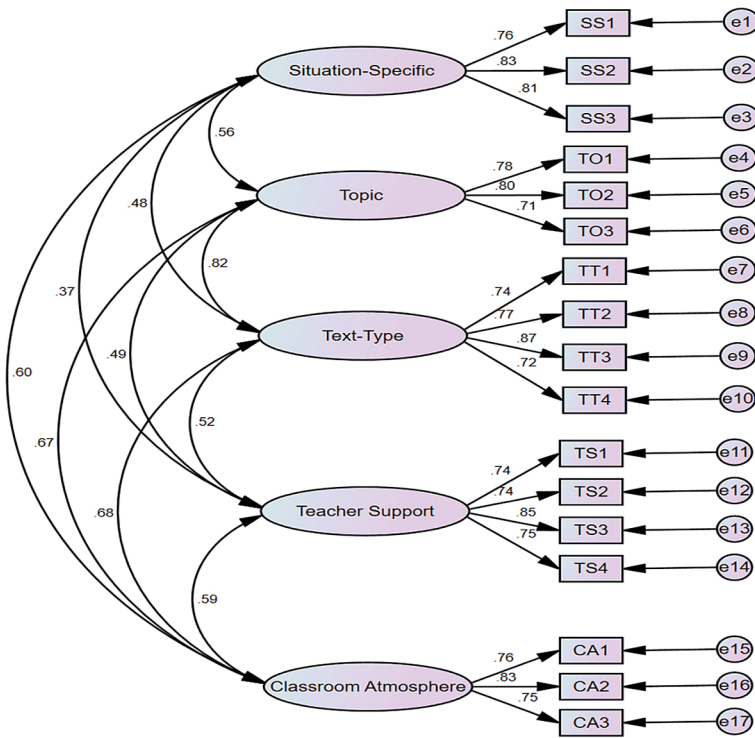 SS1
e1
.76
Situation-Specific
.83
SS2
e2
.81
SS3
e3
.56
.78
TO1
e4
Topic
.80
TO2
e5
.71
TO3
e6
.48
.82
TT1
e7
.74
.77
TT2
e8
.37
Text-Type
.87
TT3
e9
.49
.72
TT4
e10
.60
.52
.67
TS1
e11
.74
.74
TS2
e12
.68
Teacher Support
.85
TS3
e13
.75
TS4
e14
.59
CA1
e15
.76
Classroom Atmosphere
.83
CA2
e16
.75
CA3
e17